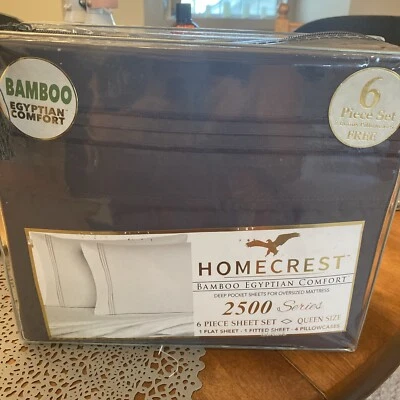 BAMBOO
EGYPTIAN
COMFORT
6
Piece Set
FREE
HOMECREST
BAMBOO EGYPTIAN COMFORT
DEEP POCKET SHEETS FOR OVERSIZED MATTRESS
2500 Series
6 PIECE SHEET SET QUEEN SIZE
1 FLAT SHEET - 1 FITTED SHEET - 4 PILLOWCASES